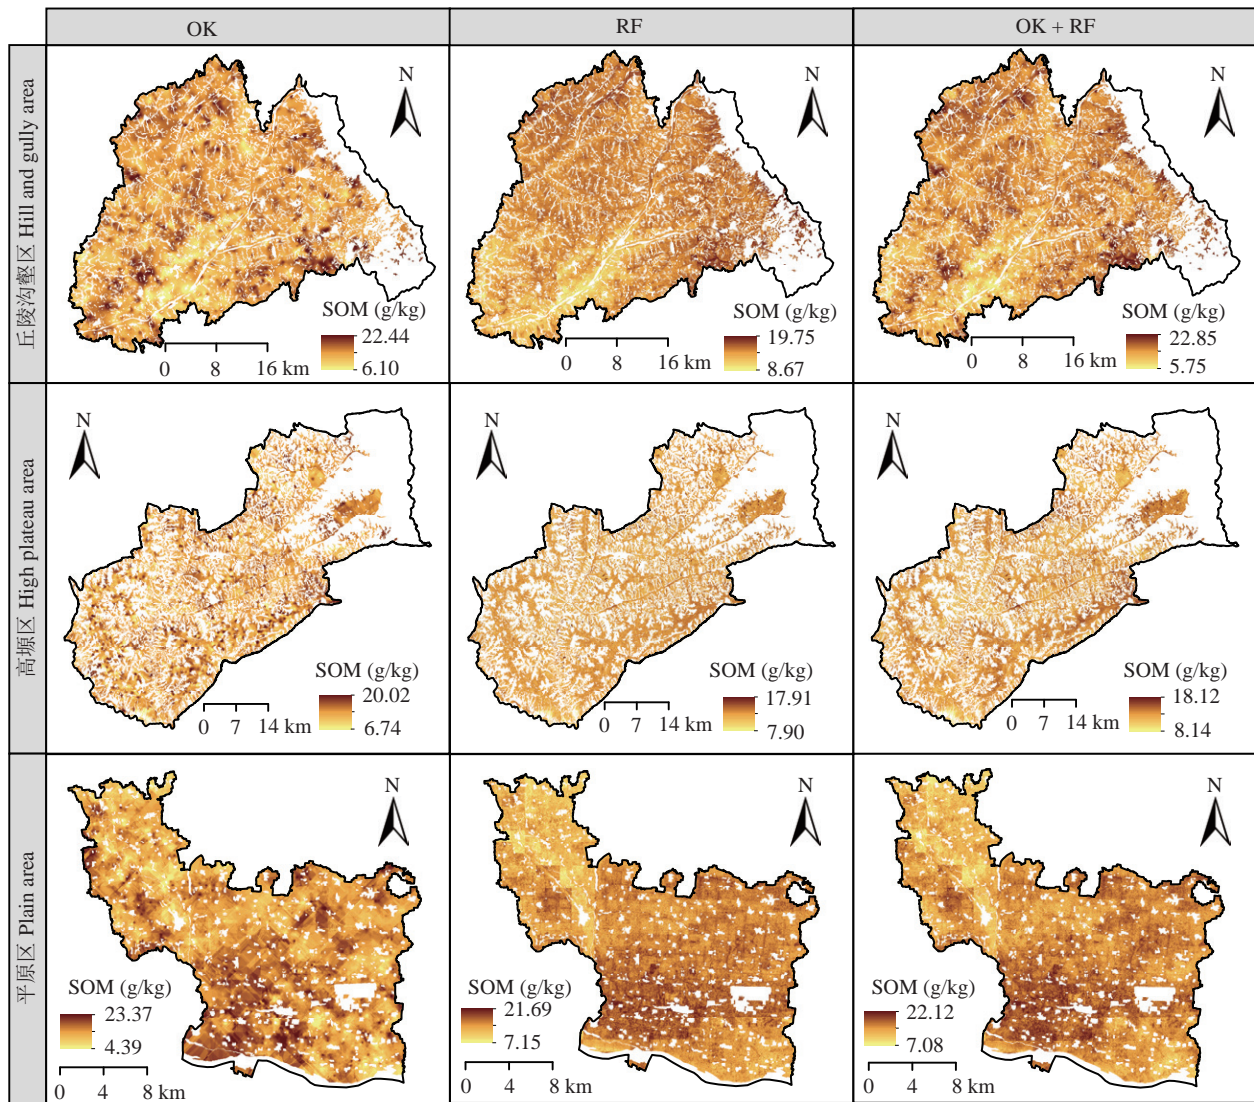 OK
RF
OK + RF
丘陵沟壑区 Hill and gully area
N
SOM (g/kg)
22.44
6.10
0 8 16 km
N
SOM (g/kg)
19.75
8.67
0 8 16 km
N
SOM (g/kg)
22.85
5.75
0 8 16 km
高塬区 High plateau area
N
SOM (g/kg)
20.02
6.74
0 7 14 km
N
SOM (g/kg)
17.91
7.90
0 7 14 km
N
SOM (g/kg)
18.12
8.14
0 7 14 km
平原区 Plain area
N
SOM (g/kg)
23.37
4.39
0 4 8 km
N
SOM (g/kg)
21.69
7.15
0 4 8 km
N
SOM (g/kg)
22.12
7.08
0 4 8 km